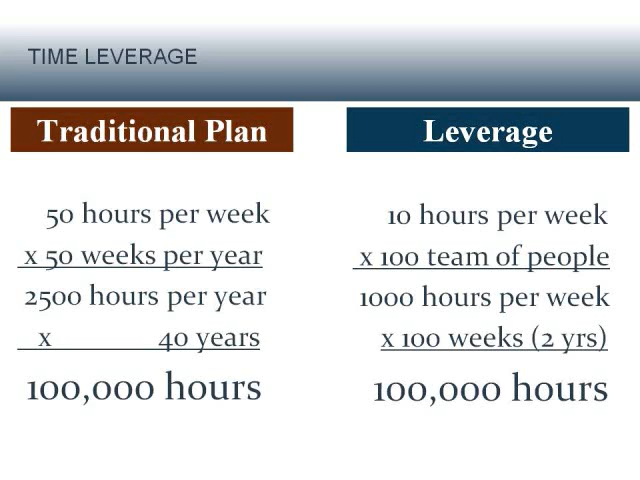 TIME LEVERAGE
Traditional Plan
50 hours per week
x 50 weeks per year
2500 hours per year
x 40 years
100,000 hours
Leverage
10 hours per week
x 100 team of people
1000 hours per week
x 100 weeks (2 yrs)
100,000 hours